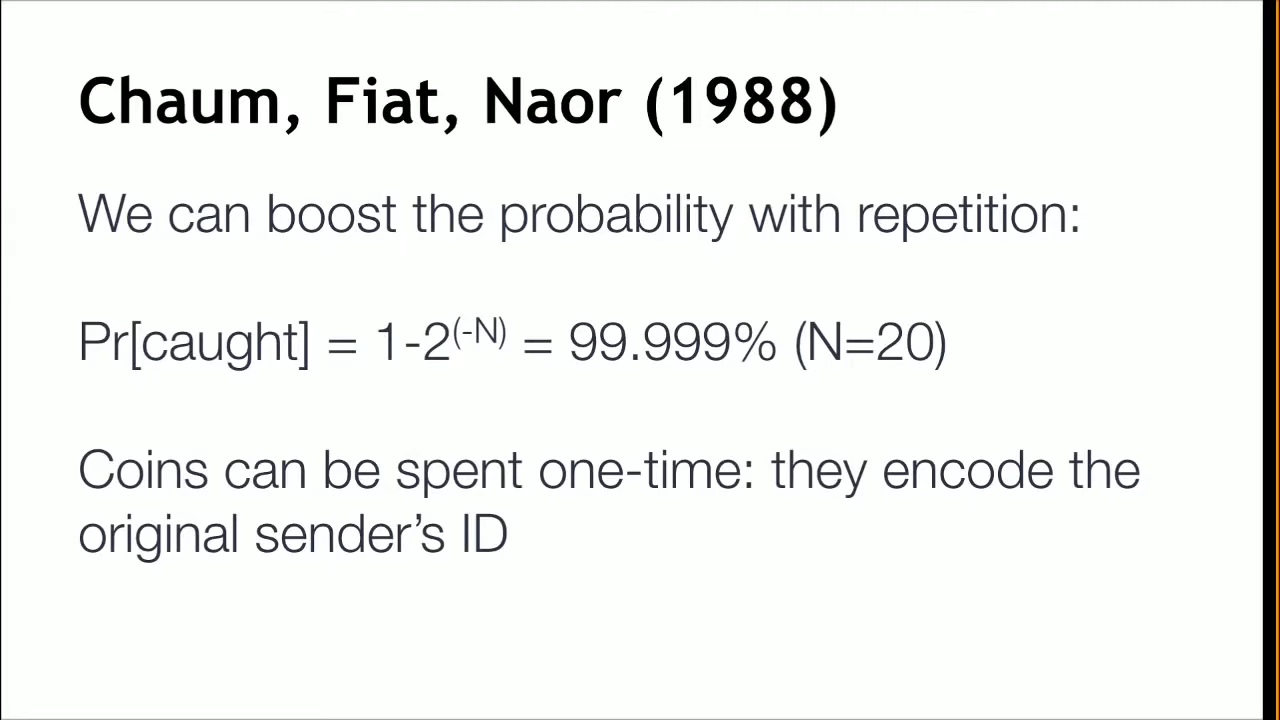 Chaum, Fiat, Naor (1988)
We can boost the probability with repetition:
Pr[caught] = 1-2(-N) = 99.999% (N=20)
Coins can be spent one-time: they encode the
original sender’s ID